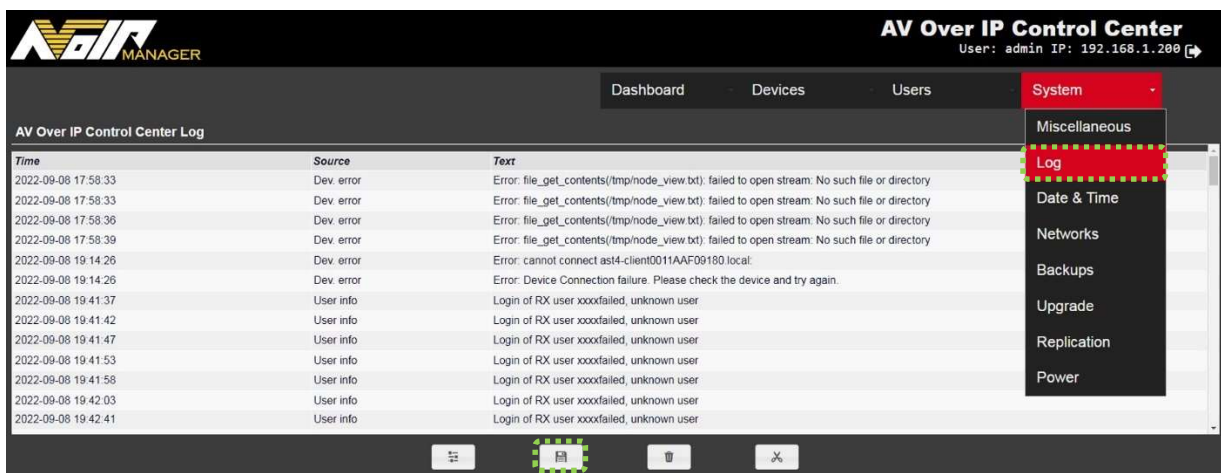 AVoIP MANAGER
AV Over IP Control Center
User: admin IP: 192.168.1.200
Dashboard Devices Users System
AV Over IP Control Center Log
Miscellaneous
Log
Date & Time
Networks
Backups
Upgrade
Replication
Power
Time Source Text
2022-09-08 17:58:33 Dev. error Error: file_get_contents(/tmp/node_view.txt): failed to open stream: No such file or directory
2022-09-08 17:58:33 Dev. error Error: file_get_contents(/tmp/node_view.txt): failed to open stream: No such file or directory
2022-09-08 17:58:36 Dev. error Error: file_get_contents(/tmp/node_view.txt): failed to open stream: No such file or directory
2022-09-08 17:58:39 Dev. error Error: file_get_contents(/tmp/node_view.txt): failed to open stream: No such file or directory
2022-09-08 19:14:26 Dev. error Error: cannot connect ast4-client0011AAF09180.local:
2022-09-08 19:14:26 Dev. error Error: Device Connection failure. Please check the device and try again.
2022-09-08 19:41:37 User info Login of RX user xxxxfailed, unknown user
2022-09-08 19:41:42 User info Login of RX user xxxxfailed, unknown user
2022-09-08 19:41:47 User info Login of RX user xxxxfailed, unknown user
2022-09-08 19:41:53 User info Login of RX user xxxxfailed, unknown user
2022-09-08 19:41:58 User info Login of RX user xxxxfailed, unknown user
2022-09-08 19:42:03 User info Login of RX user xxxxfailed, unknown user
2022-09-08 19:42:41 User info Login of RX user xxxxfailed, unknown user